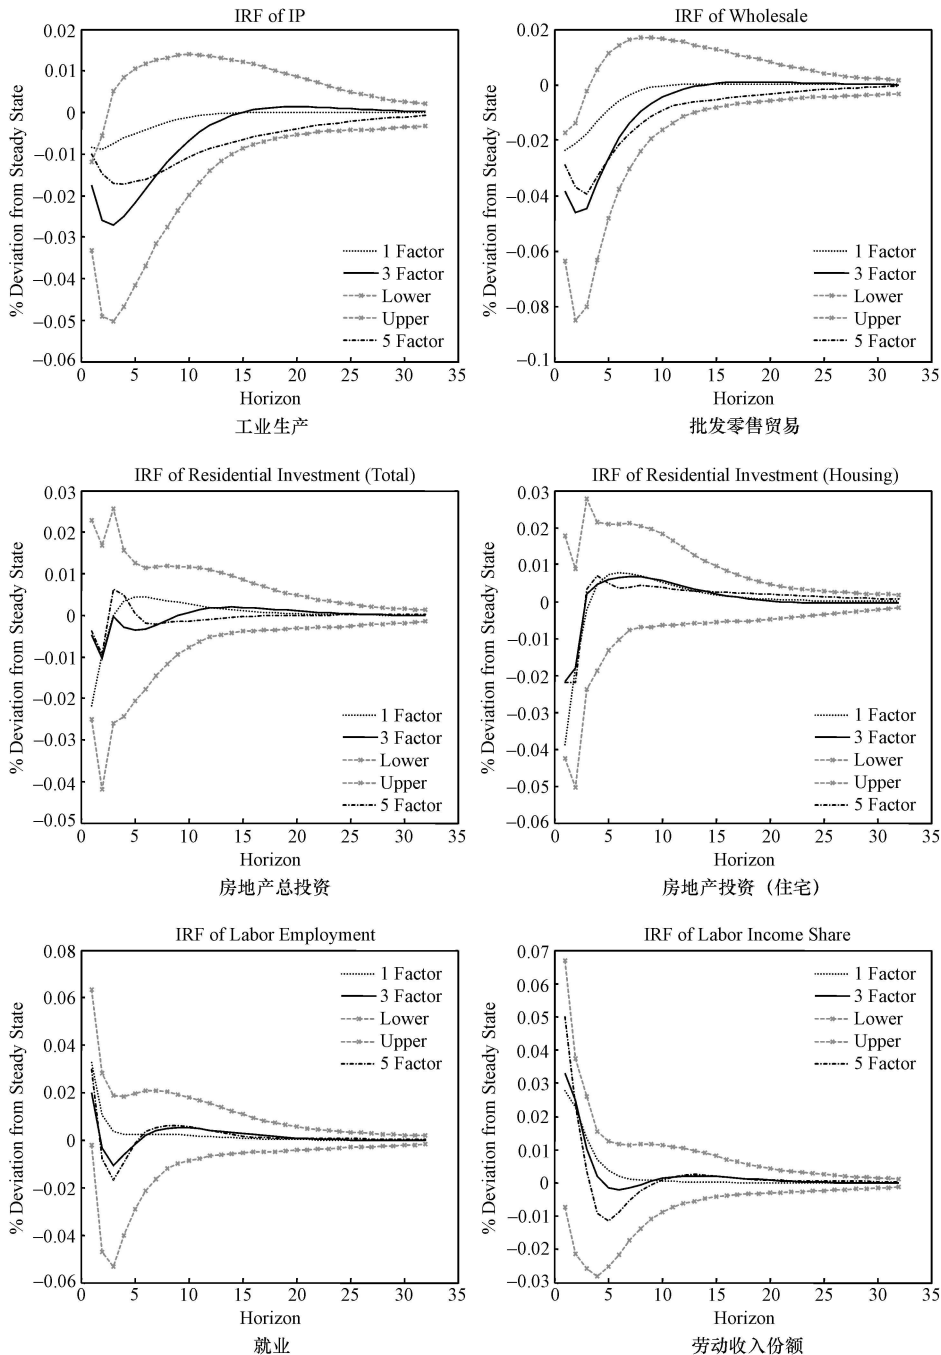 IRF of IP
% Deviation from Steady State
0.02
0.01
0
–0.01
–0.02
–0.03
–0.04
–0.05
–0.06
1 Factor
3 Factor
Lower
Upper
5 Factor
0 5 10 15 20 25 30 35
Horizon
工业生产
IRF of Wholesale
% Deviation from Steady State
0.02
0
–0.02
–0.04
–0.06
–0.08
–0.1
1 Factor
3 Factor
Lower
Upper
5 Factor
0 5 10 15 20 25 30 35
Horizon
批发零售贸易
IRF of Residential Investment (Total)
% Deviation from Steady State
0.03
0.02
0.01
0
–0.01
–0.02
–0.03
–0.04
–0.05
1 Factor
3 Factor
Lower
Upper
5 Factor
0 5 10 15 20 25 30 35
Horizon
房地产总投资
IRF of Residential Investment (Housing)
% Deviation from Steady State
0.03
0.02
0.01
0
–0.01
–0.02
–0.03
–0.04
–0.05
–0.06
1 Factor
3 Factor
Lower
Upper
5 Factor
0 5 10 15 20 25 30 35
Horizon
房地产投资（住宅）
IRF of Labor Employment
% Deviation from Steady State
0.08
0.06
0.04
0.02
0
–0.02
–0.04
–0.06
1 Factor
3 Factor
Lower
Upper
5 Factor
0 5 10 15 20 25 30 35
Horizon
就业
IRF of Labor Income Share
% Deviation from Steady State
0.07
0.06
0.05
0.04
0.03
0.02
0.01
0
–0.01
–0.02
–0.03
1 Factor
3 Factor
Lower
Upper
5 Factor
0 5 10 15 20 25 30 35
Horizon
劳动收入份额